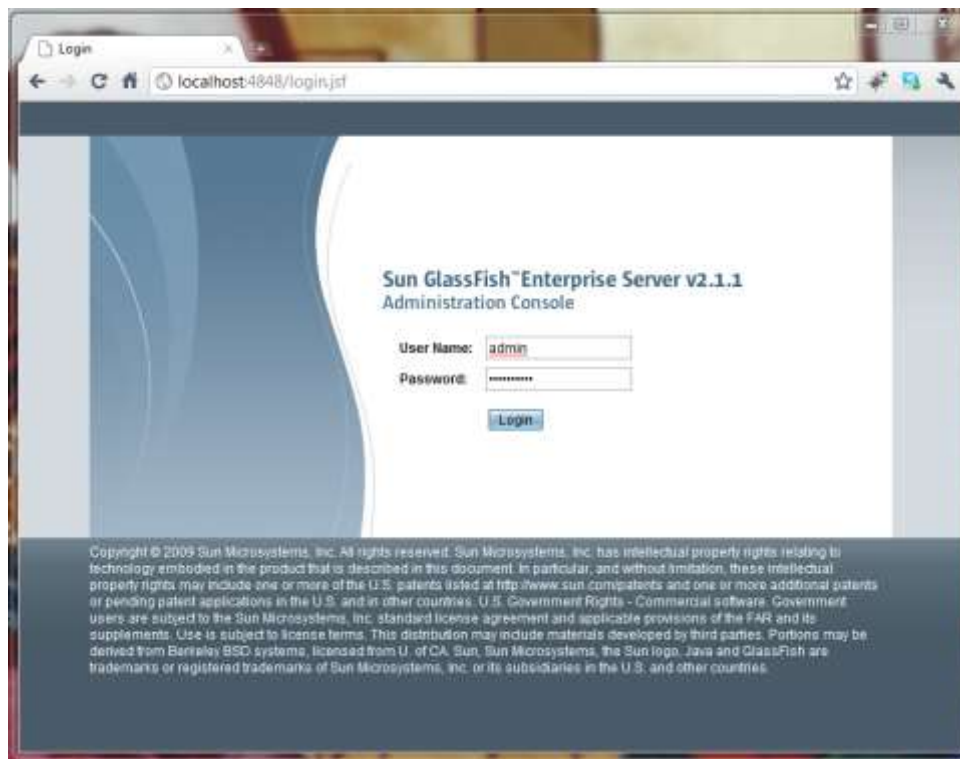 Login
localhost:4848/login.jsf
Sun GlassFish™Enterprise Server v2.1.1
Administration Console
User Name: admin
Password: ••••••••••
Login
Copyright © 2009 Sun Microsystems, Inc. All rights reserved. Sun Microsystems, Inc. has intellectual property rights relating to
technology embodied in the product that is described in this document. In particular, and without limitation, these intellectual
property rights may include one or more of the U.S. patents listed at http://www.sun.com/patents and one or more additional patents
or pending patent applications in the U.S. and in other countries. U.S. Government Rights - Commercial software. Government
users are subject to the Sun Microsystems, Inc. standard license agreement and applicable provisions of the FAR and its
supplements. Use is subject to license terms. This distribution may include materials developed by third parties. Portions may be
derived from Berkeley BSD systems, licensed from U. of CA. Sun, Sun Microsystems, the Sun logo, Java and GlassFish are
trademarks or registered trademarks of Sun Microsystems, Inc. or its subsidiaries in the U.S. and other countries.